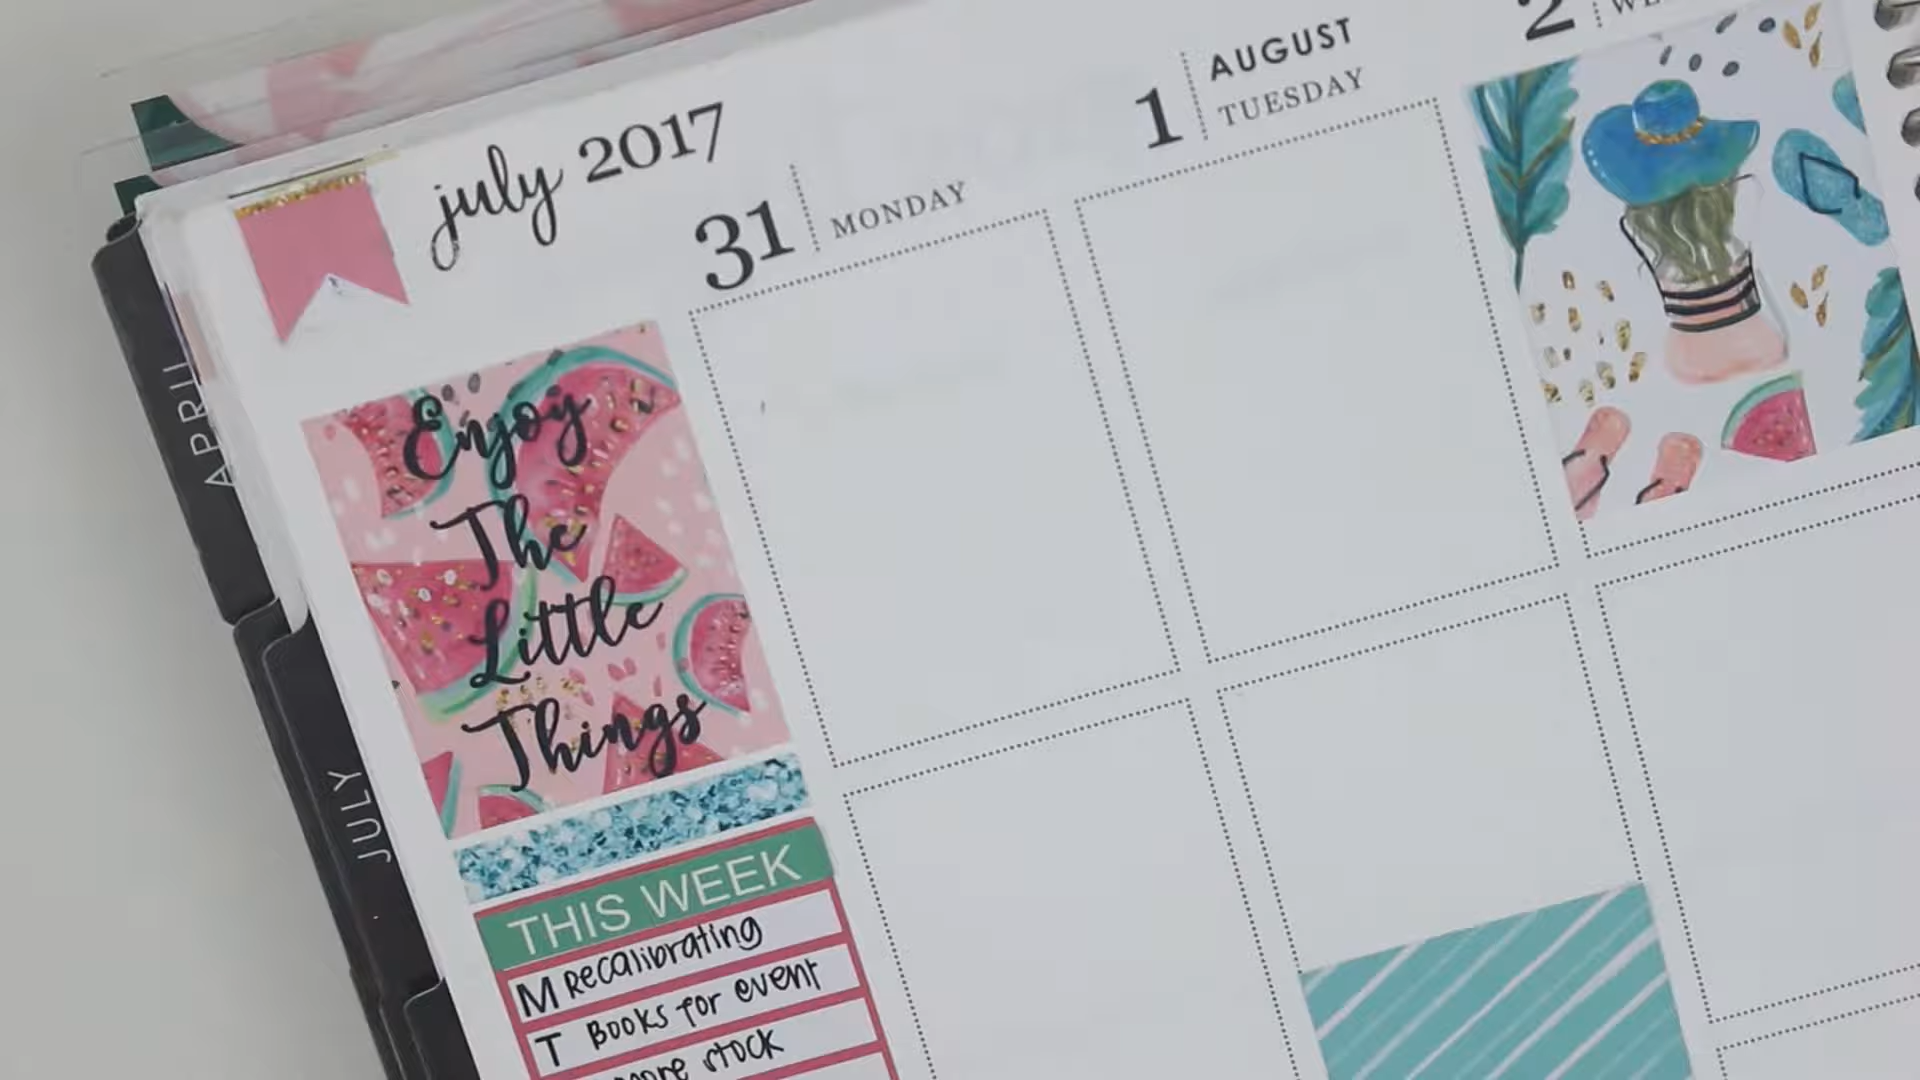 july 2017
31 MONDAY
1 AUGUST
TUESDAY
2
APRIL
JULY
Enjoy
The
Little
Things
THIS WEEK
M Recalibrating
T Books for event
more stock